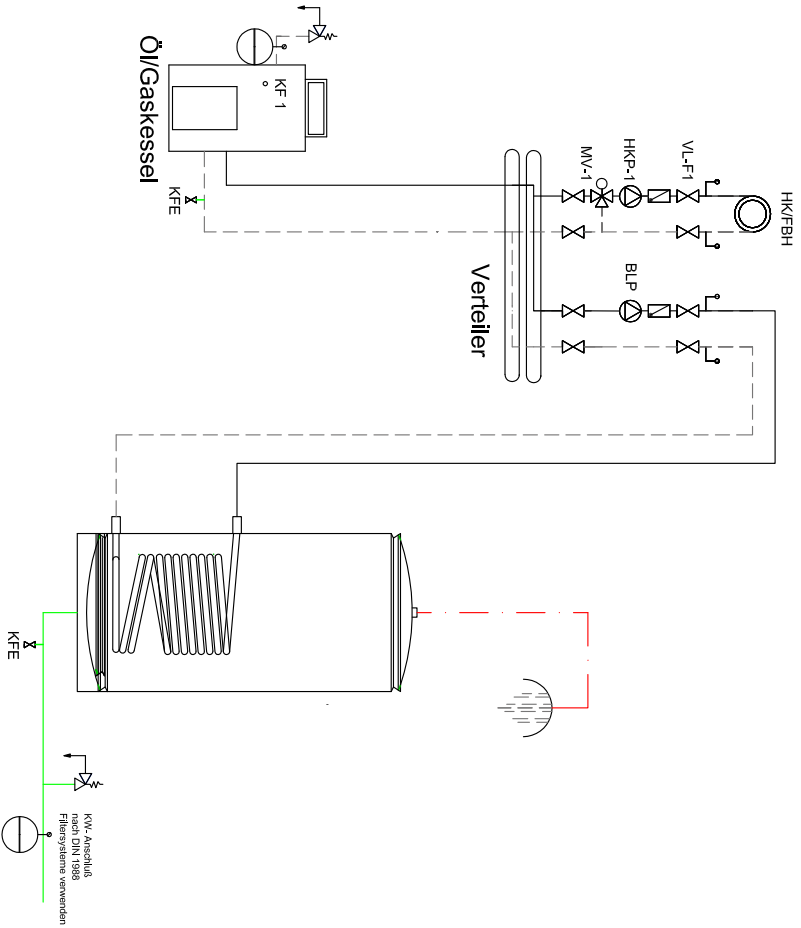 HK/FBH
VL-F1
HKP-1
MV-1
BLP
Verteiler
KF 1
Öl/Gaskessel
KFE
KFE
KW- Anschluß
nach DIN 1988
Filtersysteme verwenden